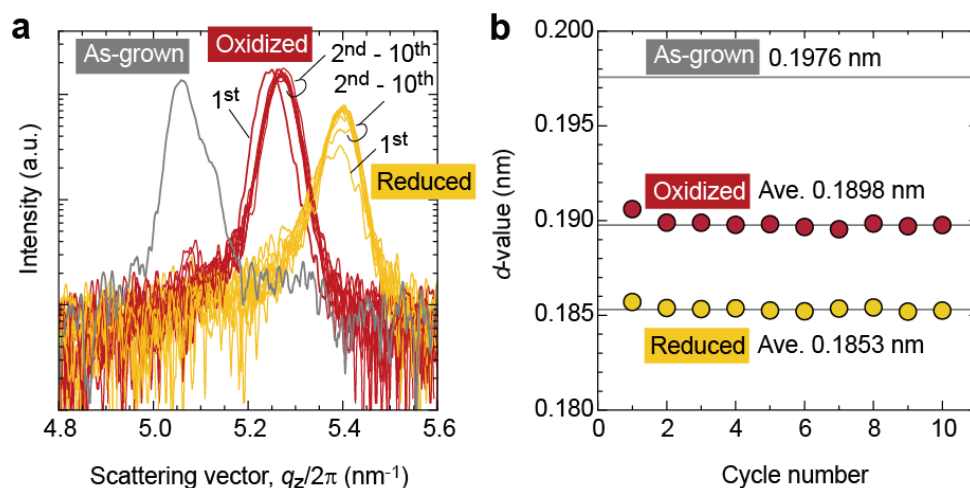 a
As-grown
Oxidized
2nd - 10th
2nd - 10th
1st
1st
Reduced
Intensity (a.u.)
4.8 5.0 5.2 5.4 5.6
Scattering vector, qz/2π (nm-1)
b
0.200
0.195
0.190
0.185
0.180
d-value (nm)
As-grown 0.1976 nm
Oxidized Ave. 0.1898 nm
Reduced Ave. 0.1853 nm
0 2 4 6 8 10
Cycle number